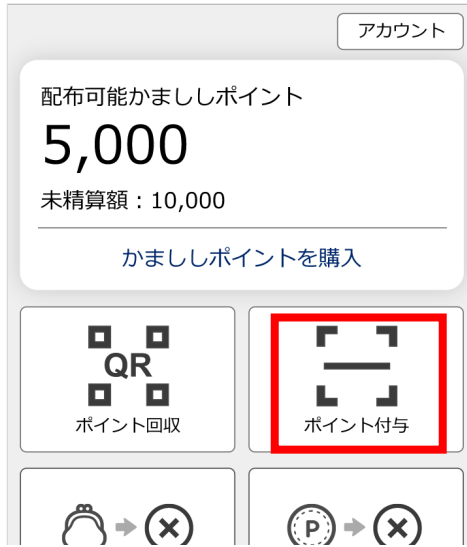 アカウント
配布可能かまししポイント
5,000
未精算額：10,000
かまししポイントを購入
QR
ポイント回収
ポイント付与
P